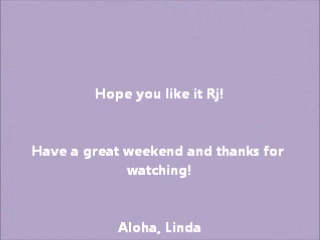 Hope you like it Rj!
Have a great weekend and thanks for
watching!
Aloha, Linda